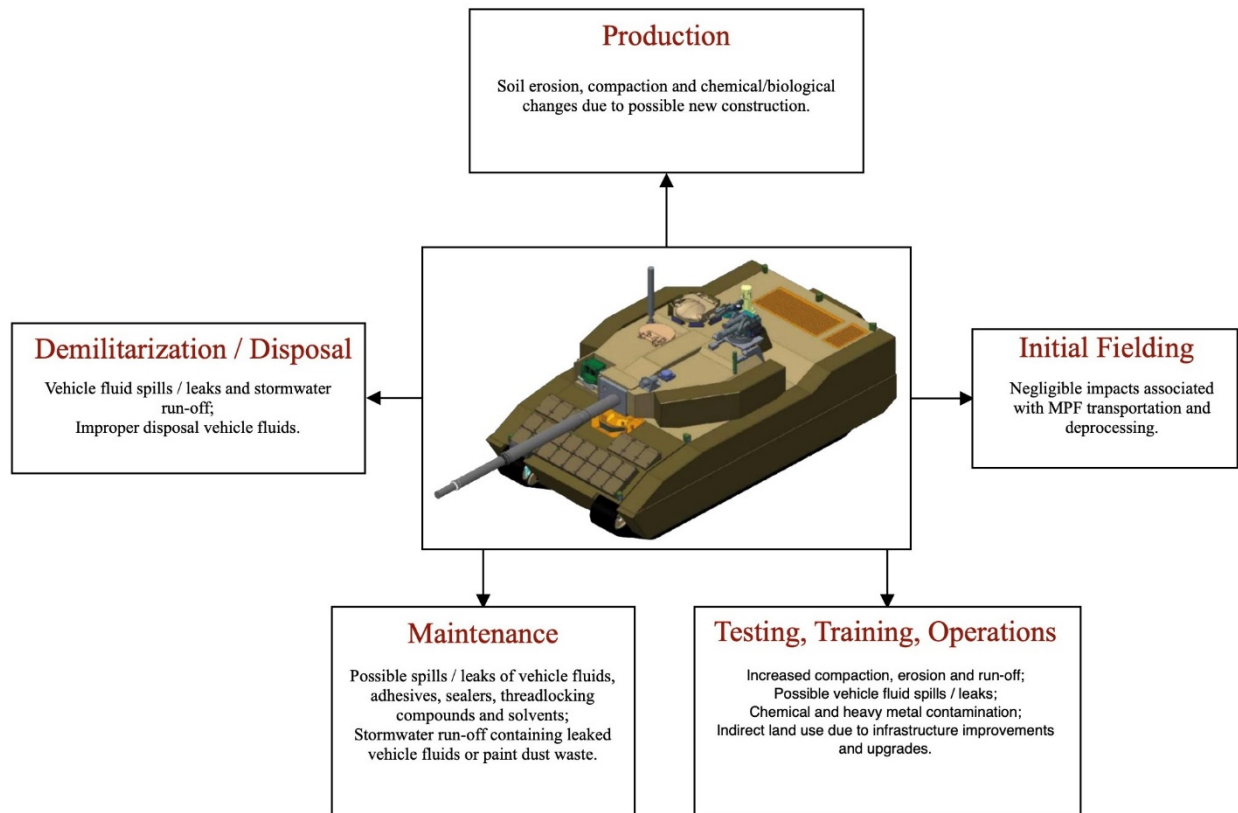 Production
Soil erosion, compaction and chemical/biological
changes due to possible new construction.
Demilitarization / Disposal
Vehicle fluid spills / leaks and stormwater
run-off;
Improper disposal vehicle fluids.
Initial Fielding
Negligible impacts associated
with MPF transportation and
deprocessing.
Maintenance
Possible spills / leaks of vehicle fluids,
adhesives, sealers, threadlocking
compounds and solvents;
Stormwater run-off containing leaked
vehicle fluids or paint dust waste.
Testing, Training, Operations
Increased compaction, erosion and run-off;
Possible vehicle fluid spills / leaks;
Chemical and heavy metal contamination;
Indirect land use due to infrastructure improvements
and upgrades.